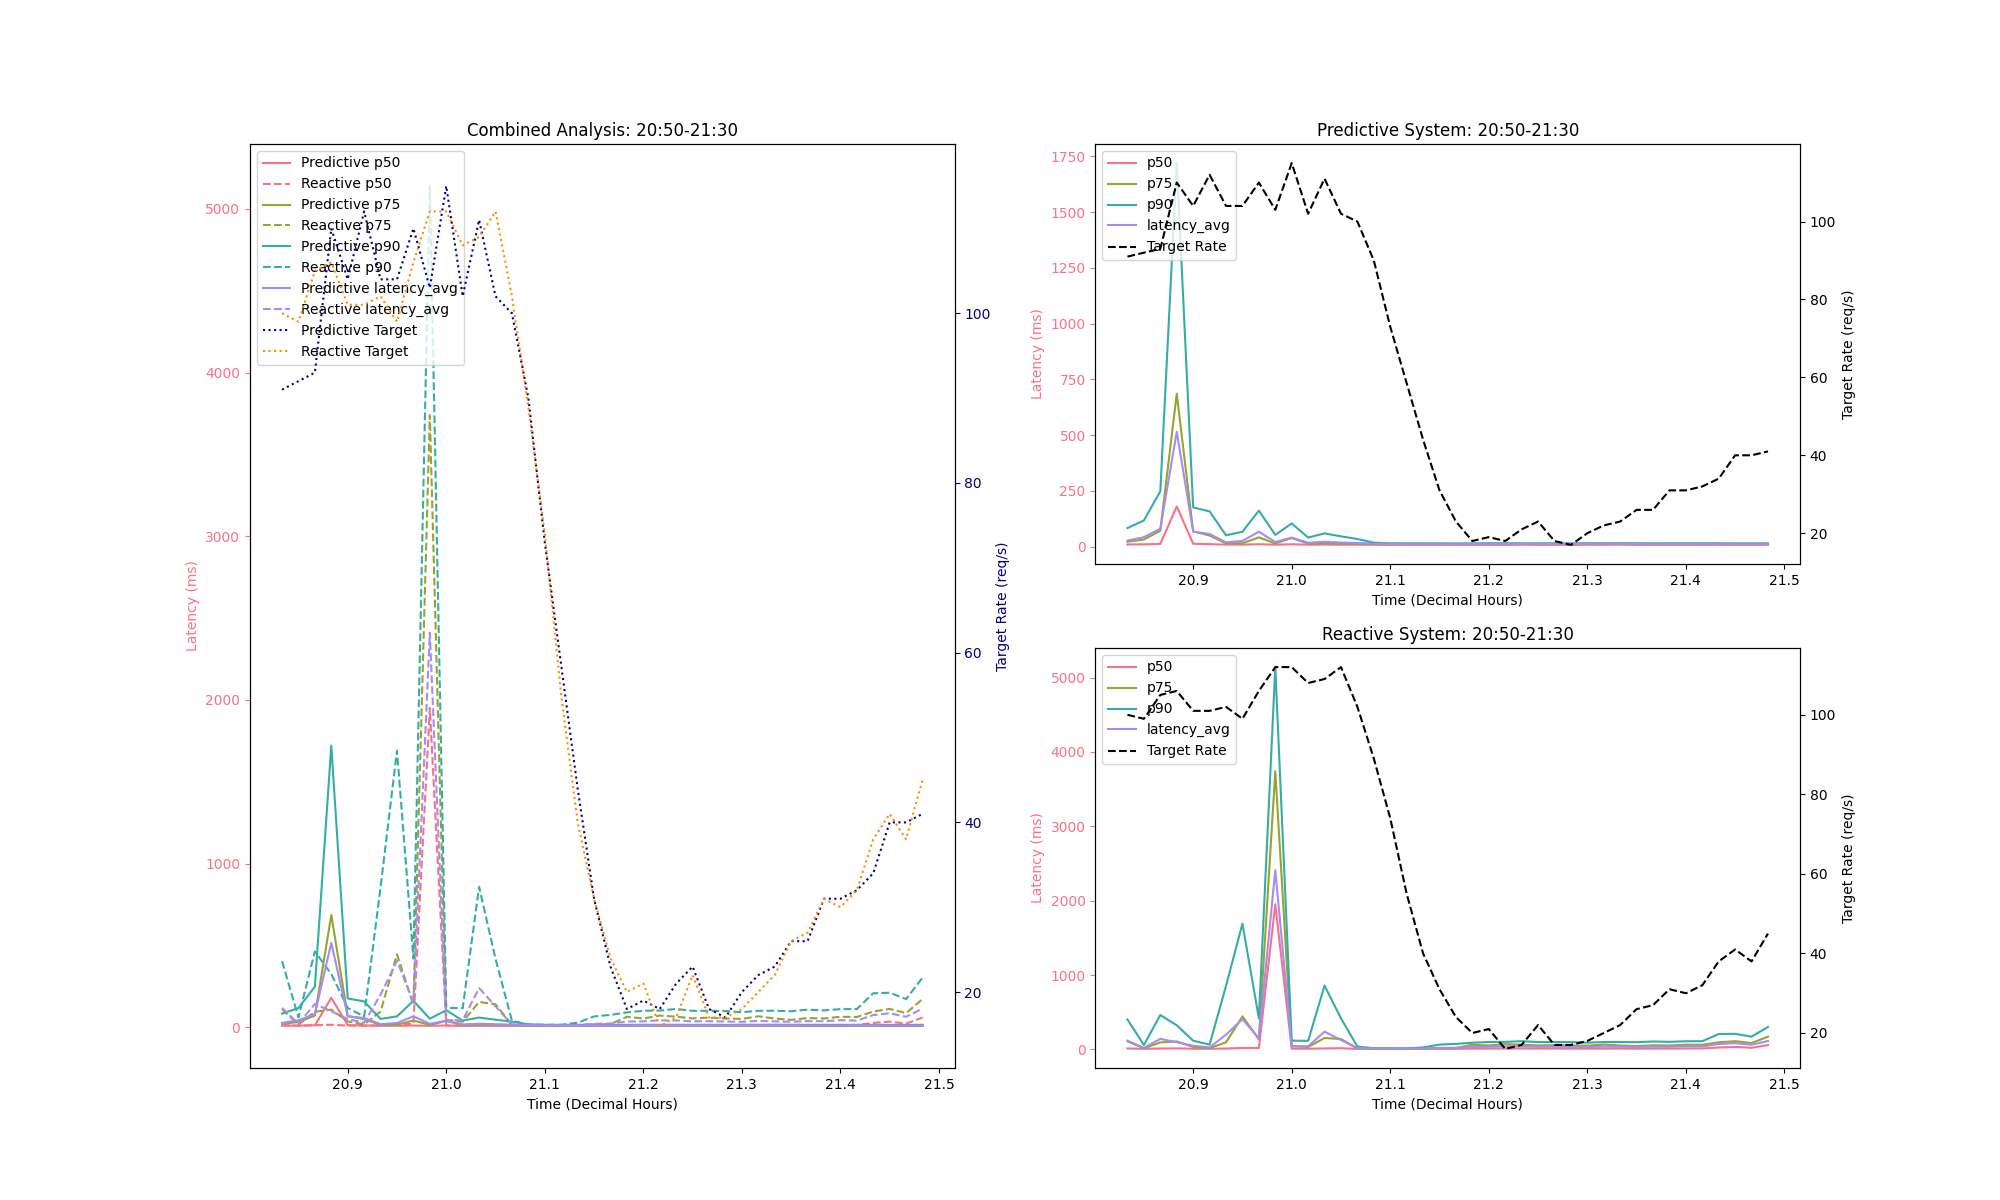 Combined Analysis: 20:50-21:30
Predictive p50
Reactive p50
Predictive p75
Reactive p75
Predictive p90
Reactive p90
Predictive latency_avg
Reactive latency_avg
Predictive Target
Reactive Target
5000
4000
3000
2000
1000
0
Latency (ms)
100
80
60
40
20
Target Rate (req/s)
20.9
21.0
21.1
21.2
21.3
21.4
21.5
Time (Decimal Hours)
Predictive System: 20:50-21:30
p50
p75
p90
latency_avg
Target Rate
1750
1500
1250
1000
750
500
250
0
Latency (ms)
100
80
60
40
20
Target Rate (req/s)
20.9
21.0
21.1
21.2
21.3
21.4
21.5
Time (Decimal Hours)
Reactive System: 20:50-21:30
p50
p75
p90
latency_avg
Target Rate
5000
4000
3000
2000
1000
0
Latency (ms)
100
80
60
40
20
Target Rate (req/s)
20.9
21.0
21.1
21.2
21.3
21.4
21.5
Time (Decimal Hours)